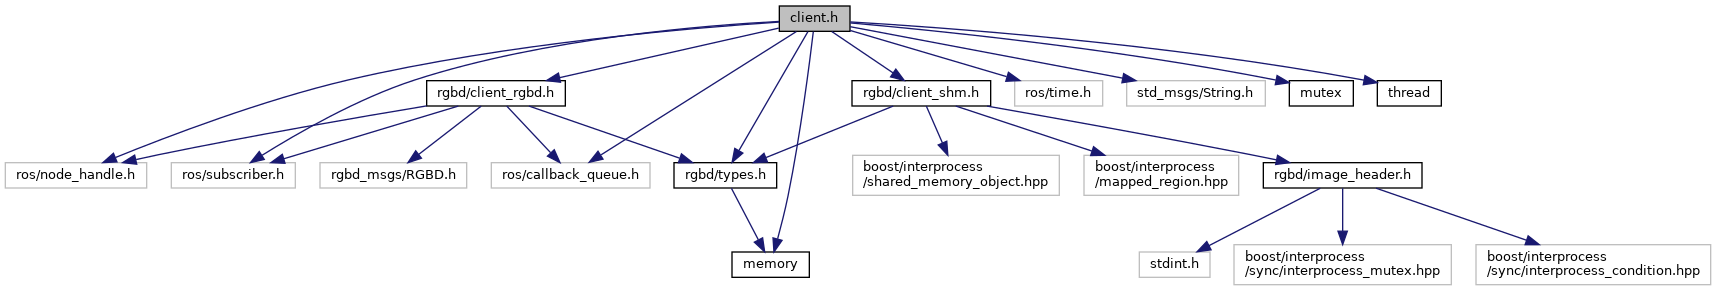 client.h
rgbd/client_rgbd.h
rgbd/client_shm.h
ros/time.h
std_msgs/String.h
mutex
thread
ros/node_handle.h
ros/subscriber.h
rgbd_msgs/RGBD.h
ros/callback_queue.h
rgbd/types.h
boost/interprocess
/shared_memory_object.hpp
boost/interprocess
/mapped_region.hpp
rgbd/image_header.h
memory
stdint.h
boost/interprocess
/sync/interprocess_mutex.hpp
boost/interprocess
/sync/interprocess_condition.hpp